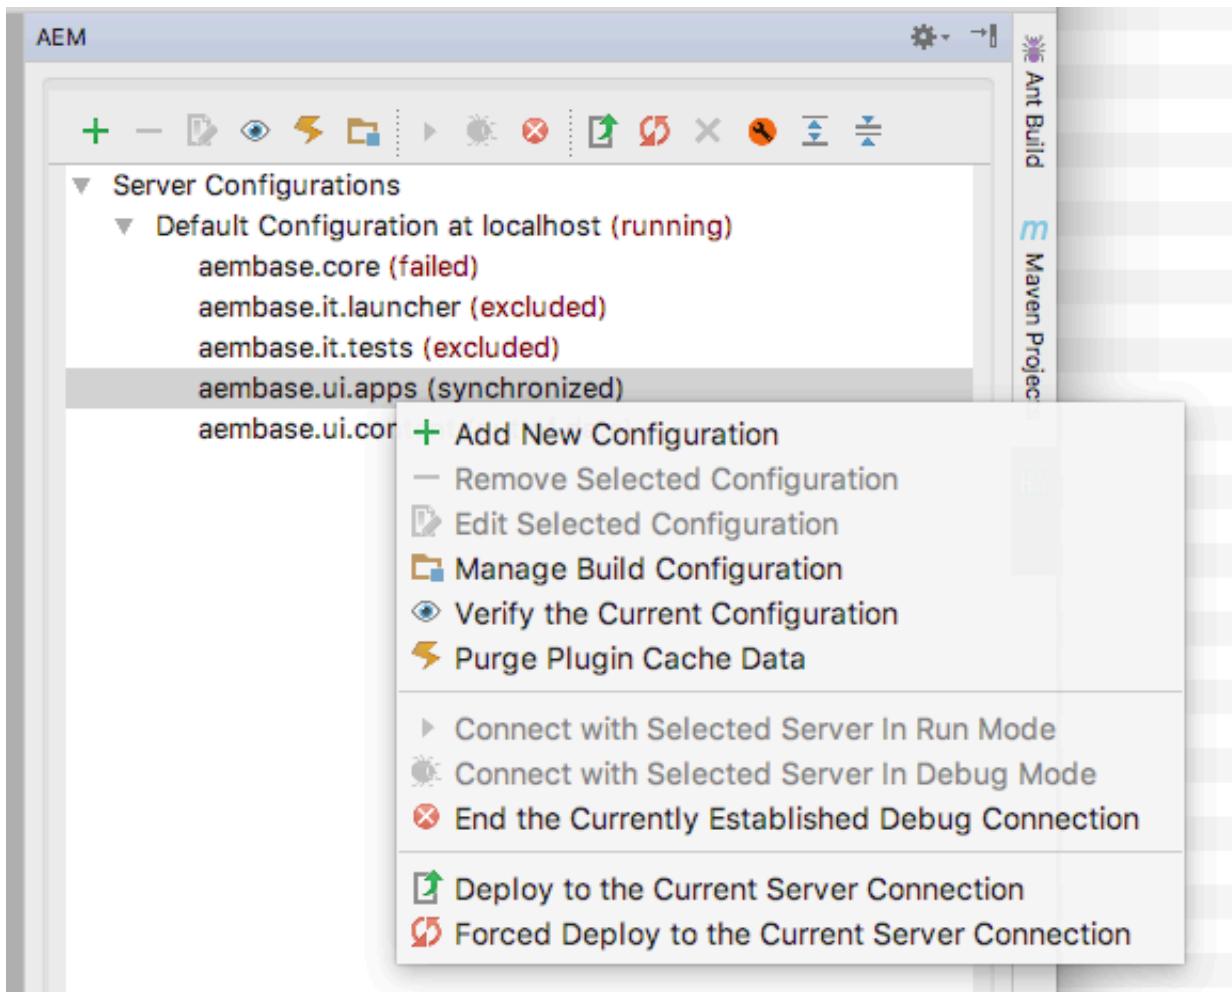 AEM
Ant Build
Server Configurations
Default Configuration at localhost (running)
Maven Projec
aembase.core (failed)
aembase.it.launcher (excluded)
aembase.it.tests (excluded)
aembase.ui.apps (synchronized)
aembase.ui.con
Add New Configuration
Remove Selected Configuration
Edit Selected Configuration
Manage Build Configuration
Verify the Current Configuration
Purge Plugin Cache Data
Connect with Selected Server In Run Mode
Connect with Selected Server In Debug Mode
End the Currently Established Debug Connection
Deploy to the Current Server Connection
Forced Deploy to the Current Server Connection